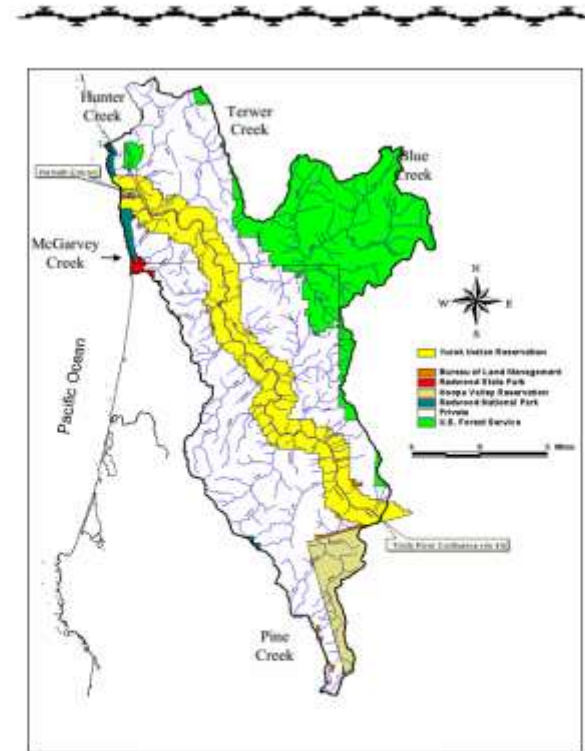 Hunter
Creek
Terwer
Creek
Blue
Creek
McGarvey
Creek
Pacific Ocean
N
W
E
S
Yurok Indian Reservation
Bureau of Land Management
Redwood State Park
Hoopa Valley Reservation
Redwood National Park
Private
U.S. Forest Service
Miles
Pine
Creek